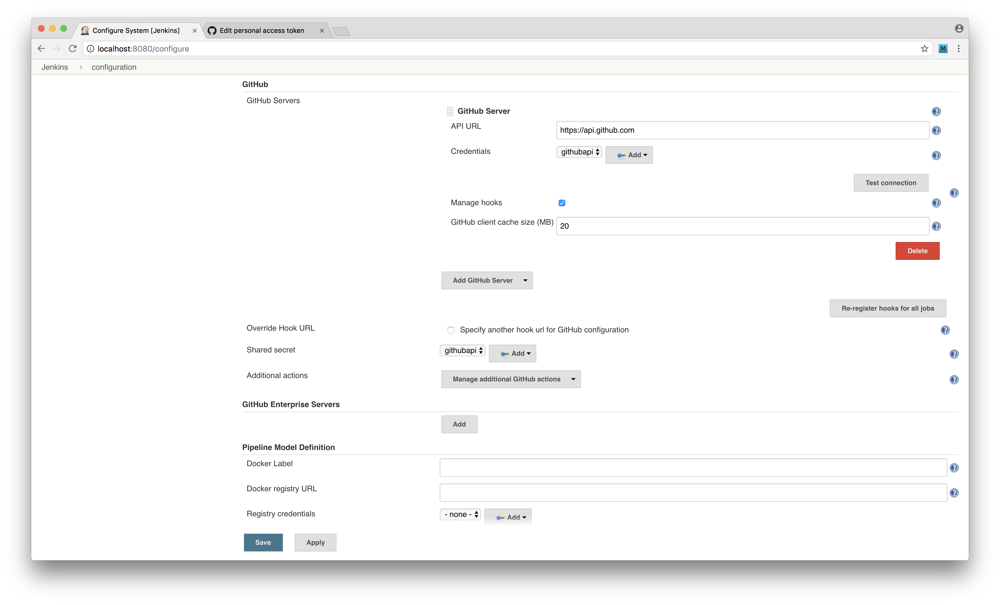 Configure System [Jenkins]
Edit personal access token
localhost:8080/configure
M
Jenkins
configuration
GitHub
GitHub Servers
GitHub Server
API URL
https://api.github.com
Credentials
githubapi
Add
Test connection
Manage hooks
GitHub client cache size (MB)
20
Delete
Add GitHub Server
Re-register hooks for all jobs
Override Hook URL
Specify another hook url for GitHub configuration
Shared secret
githubapi
Add
Additional actions
Manage additional GitHub actions
GitHub Enterprise Servers
Add
Pipeline Model Definition
Docker Label
Docker registry URL
Registry credentials
- none -
Add
Save
Apply